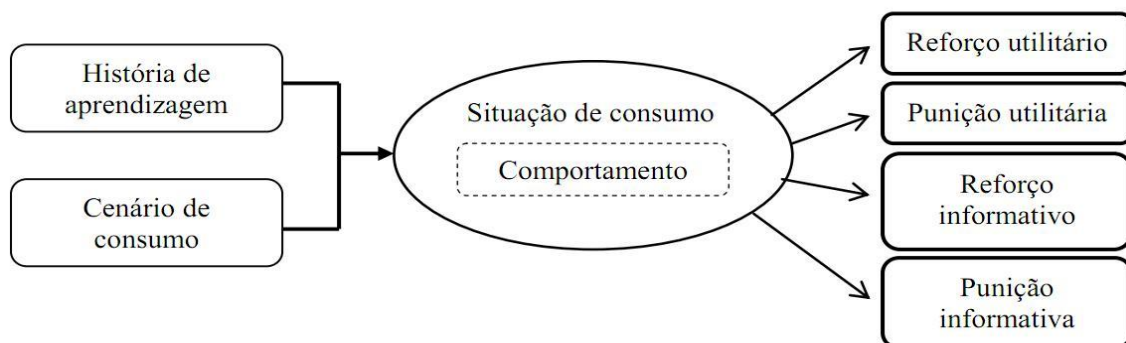 História de
aprendizagem
Cenário de
consumo
Situação de consumo
Comportamento
Reforço utilitário
Punição utilitária
Reforço
informativo
Punição
informativa